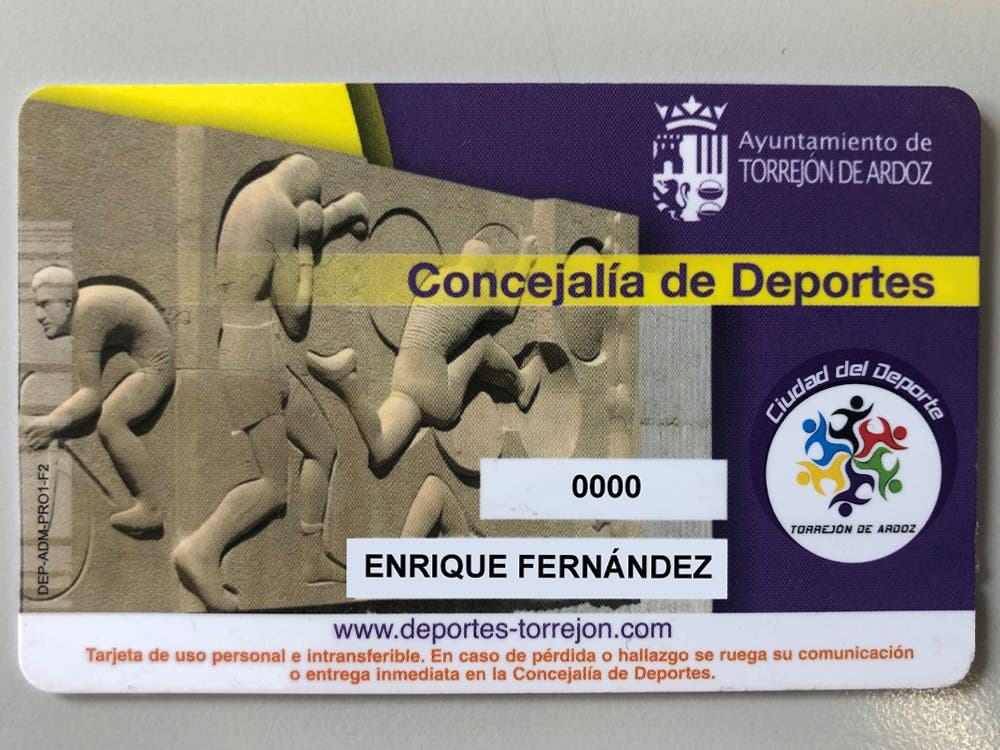 Ayuntamiento de
TORREJÓN DE ARDOZ
Concejalía de Deportes
Ciudad del Deporte
TORREJÓN DE ARDOZ
0000
ENRIQUE FERNÁNDEZ
DEP-ADM-PRO1-F2
www.deportes-torrejon.com
Tarjeta de uso personal e intransferible. En caso de pérdida o hallazgo se ruega su comunicación
o entrega inmediata en la Concejalía de Deportes.